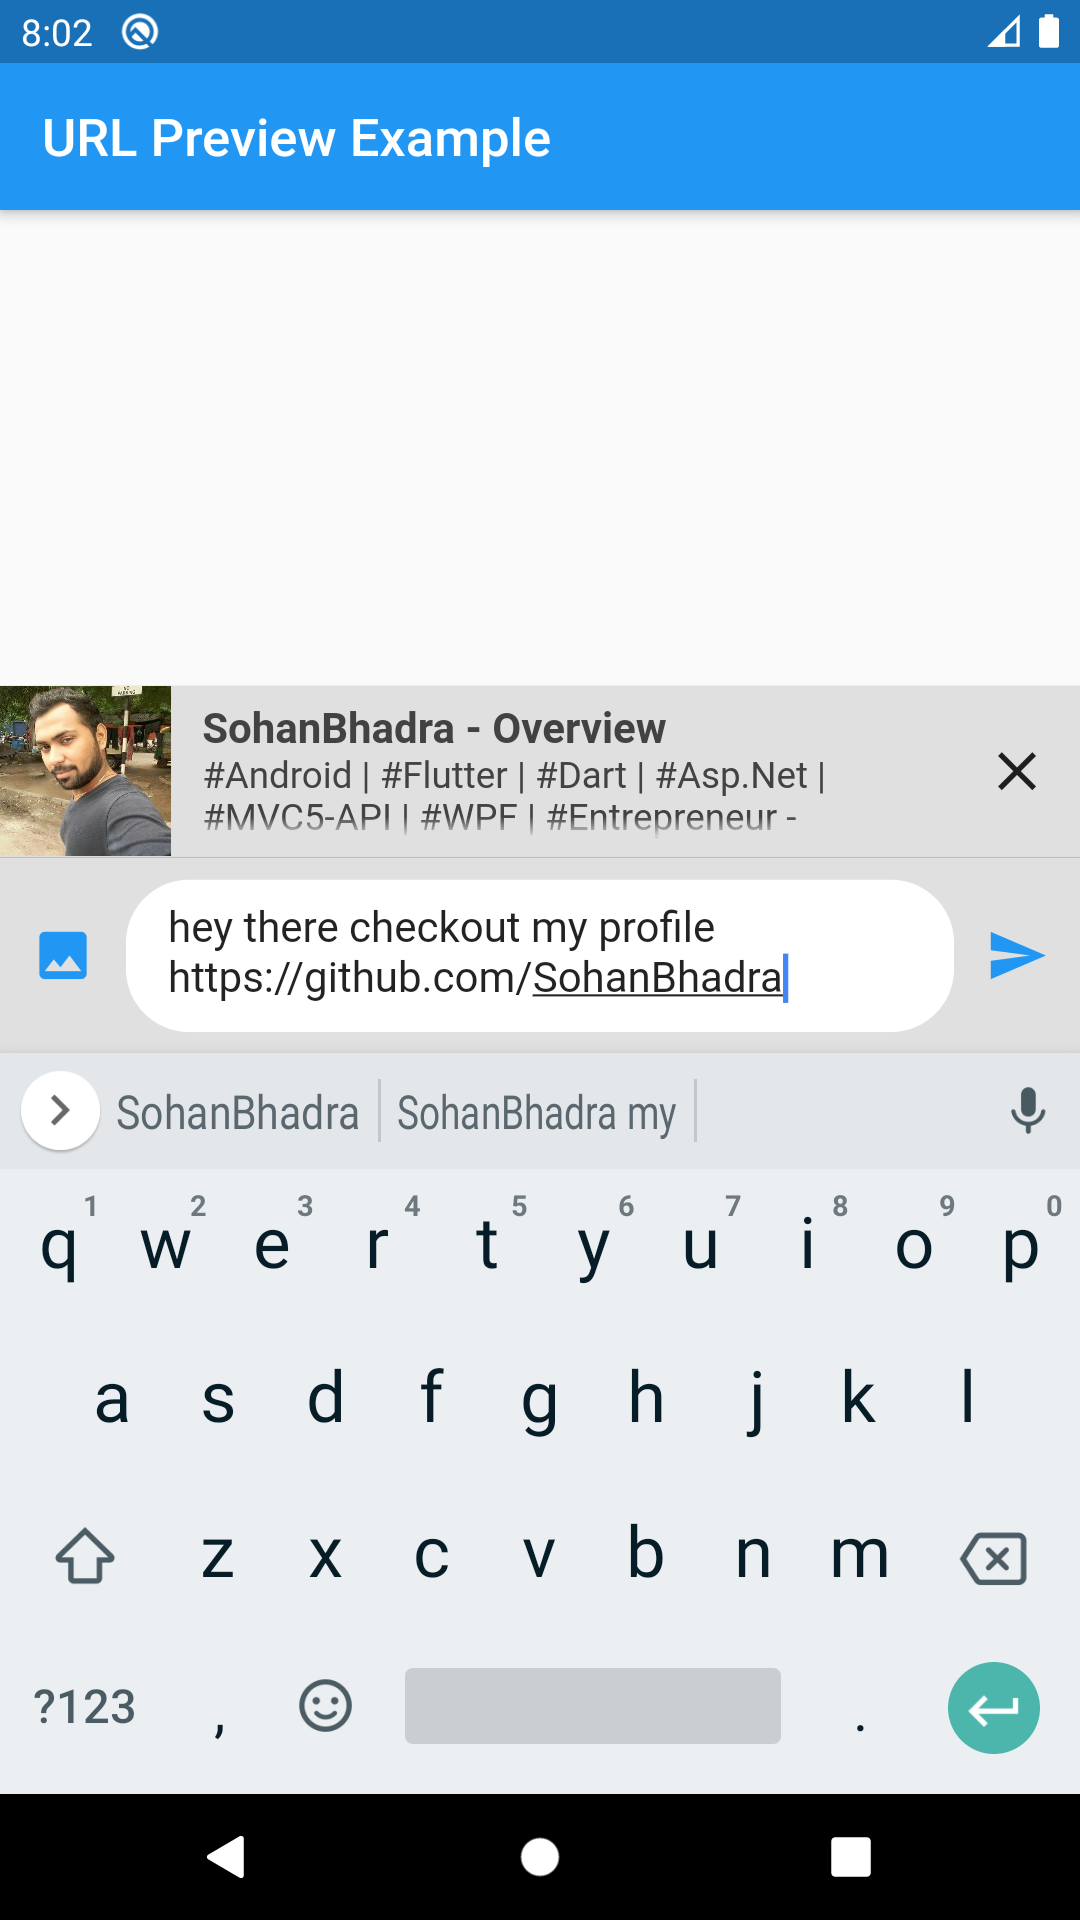 8:02
URL Preview Example
SohanBhadra - Overview
#Android | #Flutter | #Dart | #Asp.Net |
#MVC5-API | #WPF | #Entrepreneur -
hey there checkout my profile
https://github.com/SohanBhadra
SohanBhadra SohanBhadra my
1 2 3 4 5 6 7 8 9 0
q w e r t y u i o p
a s d f g h j k l
z x c v b n m
?123 , .